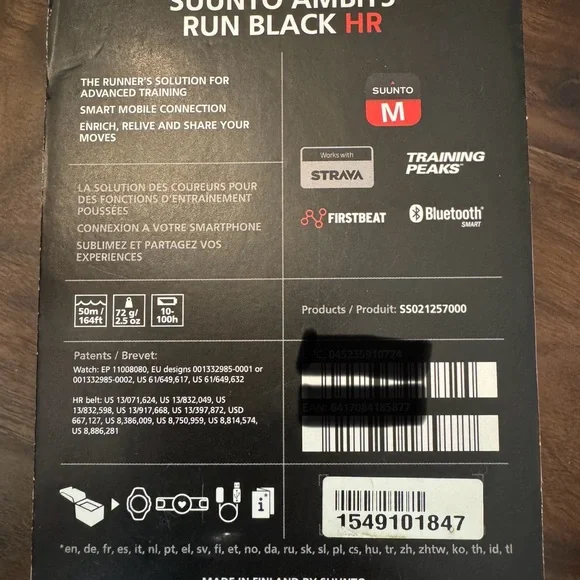 SUUNTO AMBIT3
RUN BLACK HR
THE RUNNER'S SOLUTION FOR
ADVANCED TRAINING
SMART MOBILE CONNECTION
ENRICH, RELIVE AND SHARE YOUR
MOVES
SUUNTO
M
Works with
STRAVA
TRAINING
PEAKS™
FIRSTBEAT
Bluetooth®
SMART
LA SOLUTION DES COUREURS POUR
DES FONCTIONS D'ENTRAÎNEMENT
POUSSÉES
CONNEXION A VOTRE SMARTPHONE
SUBLIMEZ ET PARTAGEZ VOS
EXPERIENCES
50m /
164ft
72 g/
2.5 oz
10-
100h
Products / Produit: SS021257000
Patents / Brevet:
Watch: EP 11008080, EU designs 001332985-0001 or
001332985-0002, US 61/649,617, US 61/649,632
HR belt: US 13/071,624, US 13/832,049, US
13/832,598, US 13/917,668, US 13/397,872, USD
667,127, US 8,386,009, US 8,750,959, US 8,814,574,
US 8,886,281
i
1549101847
*en, de, fr, es, it, nl, pt, el, sv, fi, et, no, da, ru, sk, sl, pl, cs, hu, tr, zh, zhtw, ko, th, id, tl
MADE IN FINLAND BY SUUNTO